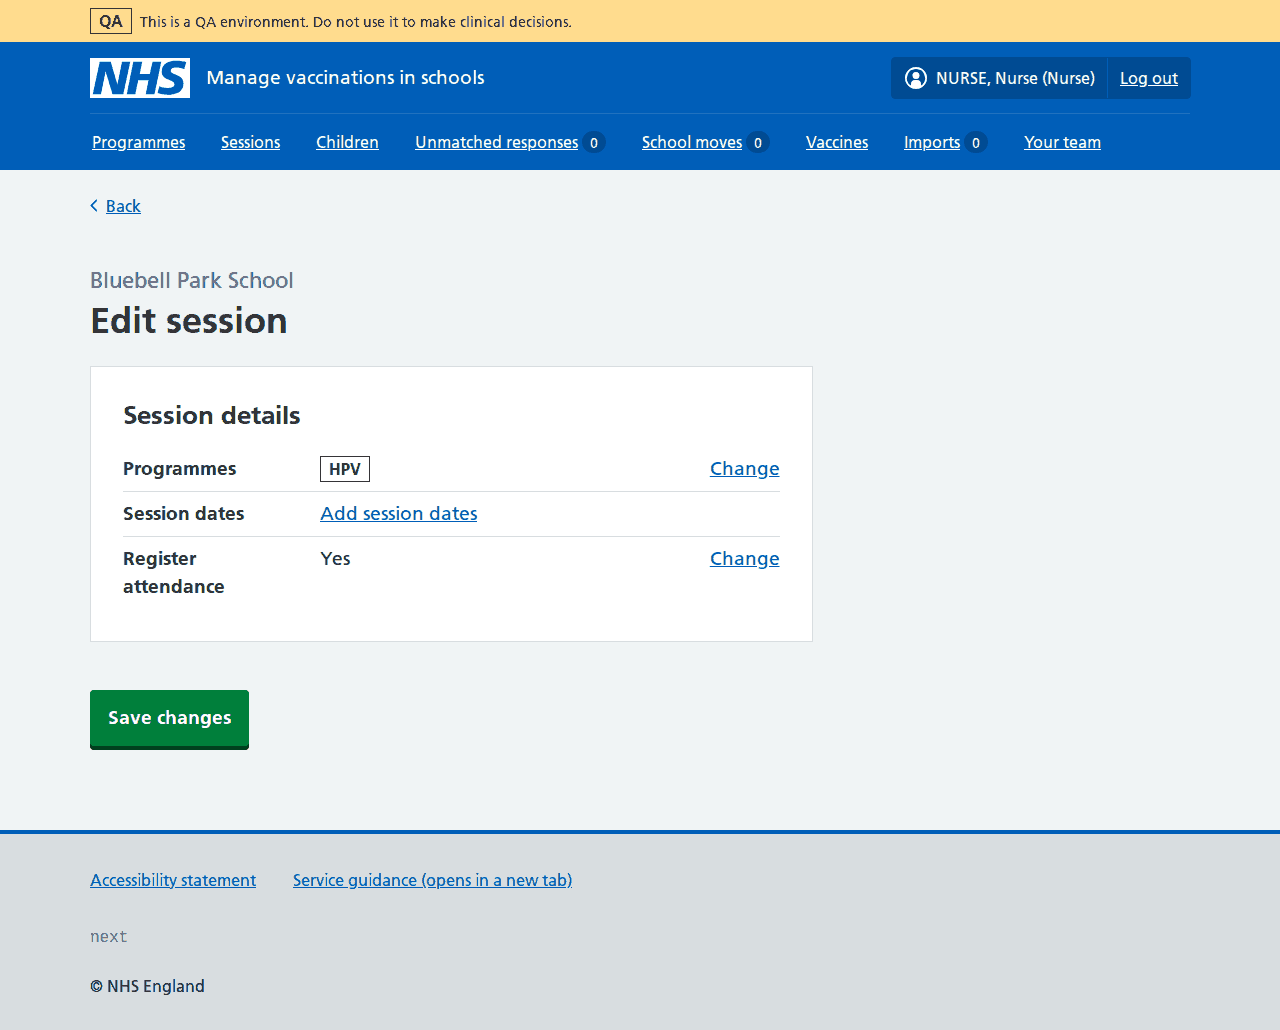 QA This is a QA environment. Do not use it to make clinical decisions.
NHS Manage vaccinations in schools NURSE, Nurse (Nurse) Log out
Programmes Sessions Children Unmatched responses 0 School moves 0 Vaccines Imports 0 Your team
Back
Bluebell Park School
Edit session
Session details
Programmes HPV Change
Session dates Add session dates
Register attendance Yes Change
Save changes
Accessibility statement Service guidance (opens in a new tab)
next
© NHS England